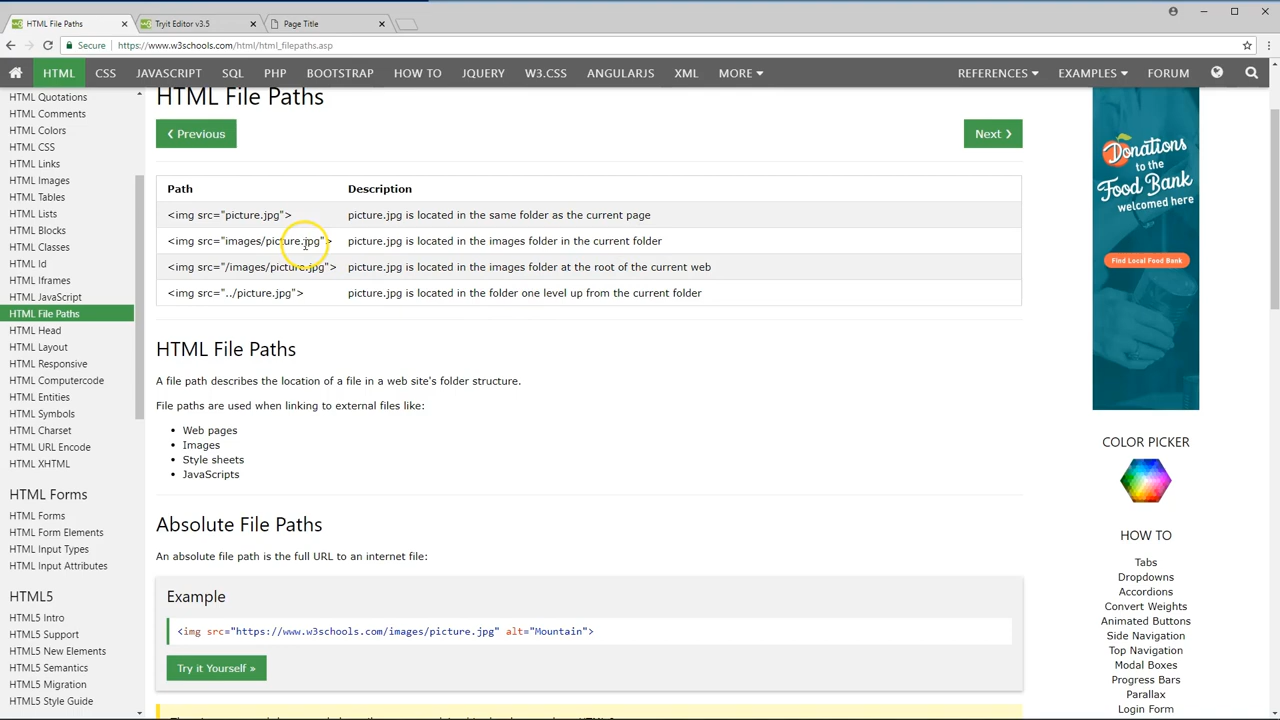 HTML File Paths
Tryit Editor v3.5
Page Title
Secure
https://www.w3schools.com/html/html_filepaths.asp
HTML CSS JAVASCRIPT SQL PHP BOOTSTRAP HOW TO JQUERY W3.CSS ANGULARJS XML MORE REFERENCES EXAMPLES FORUM
HTML Quotations
HTML Comments
HTML Colors
HTML CSS
HTML Links
HTML Images
HTML Tables
HTML Lists
HTML Blocks
HTML Classes
HTML Id
HTML Iframes
HTML JavaScript
HTML File Paths
HTML Head
HTML Layout
HTML Responsive
HTML Computercode
HTML Entities
HTML Symbols
HTML Charset
HTML URL Encode
HTML XHTML
HTML Forms
HTML Forms
HTML Form Elements
HTML Input Types
HTML Input Attributes
HTML5
HTML5 Intro
HTML5 Support
HTML5 New Elements
HTML5 Semantics
HTML5 Migration
HTML5 Style Guide
HTML File Paths
❮ Previous
Next ❯
Path Description
<img src="picture.jpg"> picture.jpg is located in the same folder as the current page
<img src="images/picture.jpg"> picture.jpg is located in the images folder in the current folder
<img src="/images/picture.jpg"> picture.jpg is located in the images folder at the root of the current web
<img src="../picture.jpg"> picture.jpg is located in the folder one level up from the current folder
HTML File Paths
A file path describes the location of a file in a web site's folder structure.
File paths are used when linking to external files like:
• Web pages
• Images
• Style sheets
• JavaScripts
Absolute File Paths
An absolute file path is the full URL to an internet file:
Example
<img src="https://www.w3schools.com/images/picture.jpg" alt="Mountain">
Try it Yourself »
Donations
to the
Food Bank
welcomed here
Find Local Food Bank
COLOR PICKER
HOW TO
Tabs
Dropdowns
Accordions
Convert Weights
Animated Buttons
Side Navigation
Top Navigation
Modal Boxes
Progress Bars
Parallax
Login Form